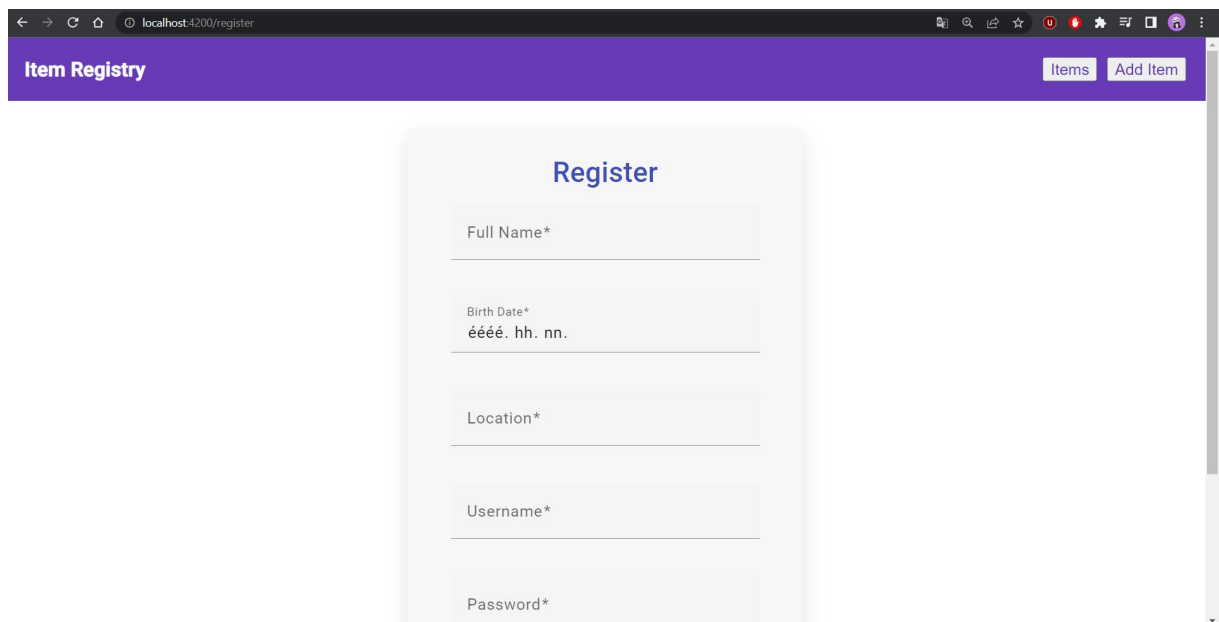 localhost:4200/register
Item Registry
Items Add Item
Register
Full Name*
Birth Date*
éééé. hh. nn.
Location*
Username*
Password*